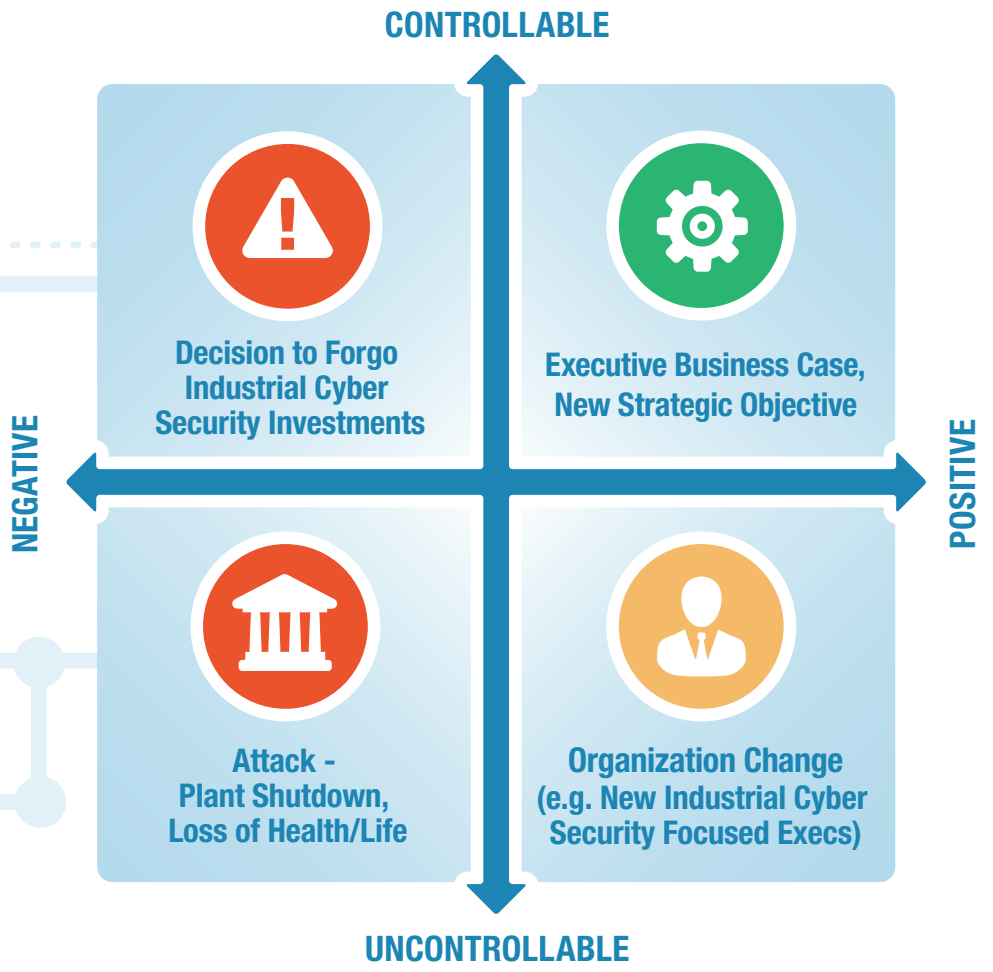 CONTROLLABLE
Decision to Forgo
Industrial Cyber
Security Investments
Executive Business Case,
New Strategic Objective
NEGATIVE
POSITIVE
Attack -
Plant Shutdown,
Loss of Health/Life
Organization Change
(e.g. New Industrial Cyber
Security Focused Execs)
UNCONTROLLABLE